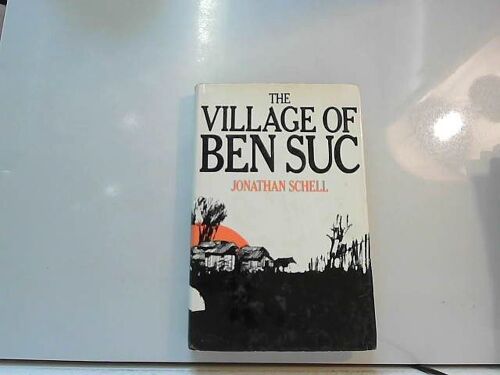 THE
VILLAGE OF
BEN SUC
JONATHAN SCHELL